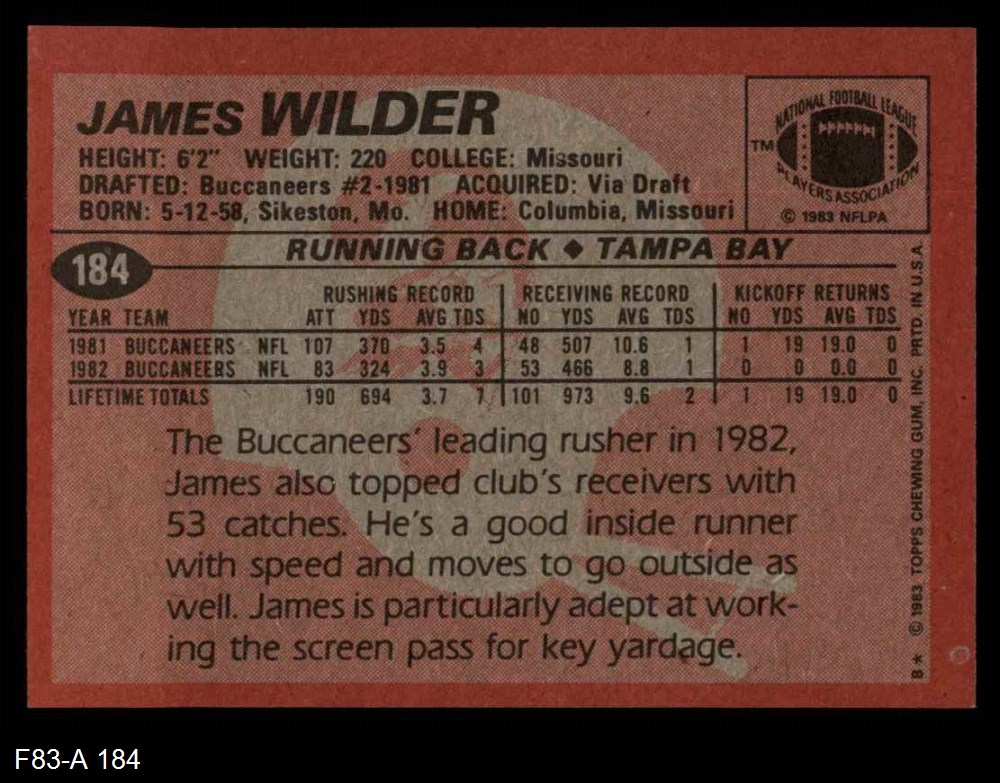 JAMES WILDER
HEIGHT: 6'2" WEIGHT: 220 COLLEGE: Missouri
DRAFTED: Buccaneers #2-1981 ACQUIRED: Via Draft
BORN: 5-12-58, Sikeston, Mo. HOME: Columbia, Missouri
NATIONAL FOOTBALL LEAGUE
TM
PLAYERS ASSOCIATION
© 1983 NFLPA
184
RUNNING BACK ◆ TAMPA BAY
RUSHING RECORD RECEIVING RECORD KICKOFF RETURNS
YEAR TEAM ATT YDS AVG TDS NO YDS AVG TDS NO YDS AVG TDS
1981 BUCCANEERS NFL 107 370 3.5 4 48 507 10.6 1 1 19 19.0 0
1982 BUCCANEERS NFL 83 324 3.9 3 53 466 8.8 1 0 0 0.0 0
LIFETIME TOTALS 190 694 3.7 7 101 973 9.6 2 1 19 19.0 0
The Buccaneers' leading rusher in 1982,
James also topped club's receivers with
53 catches. He's a good inside runner
with speed and moves to go outside as
well. James is particularly adept at work-
ing the screen pass for key yardage.
8* © 1983 TOPPS CHEWING GUM, INC. PRTD. IN U.S.A.
F83-A 184